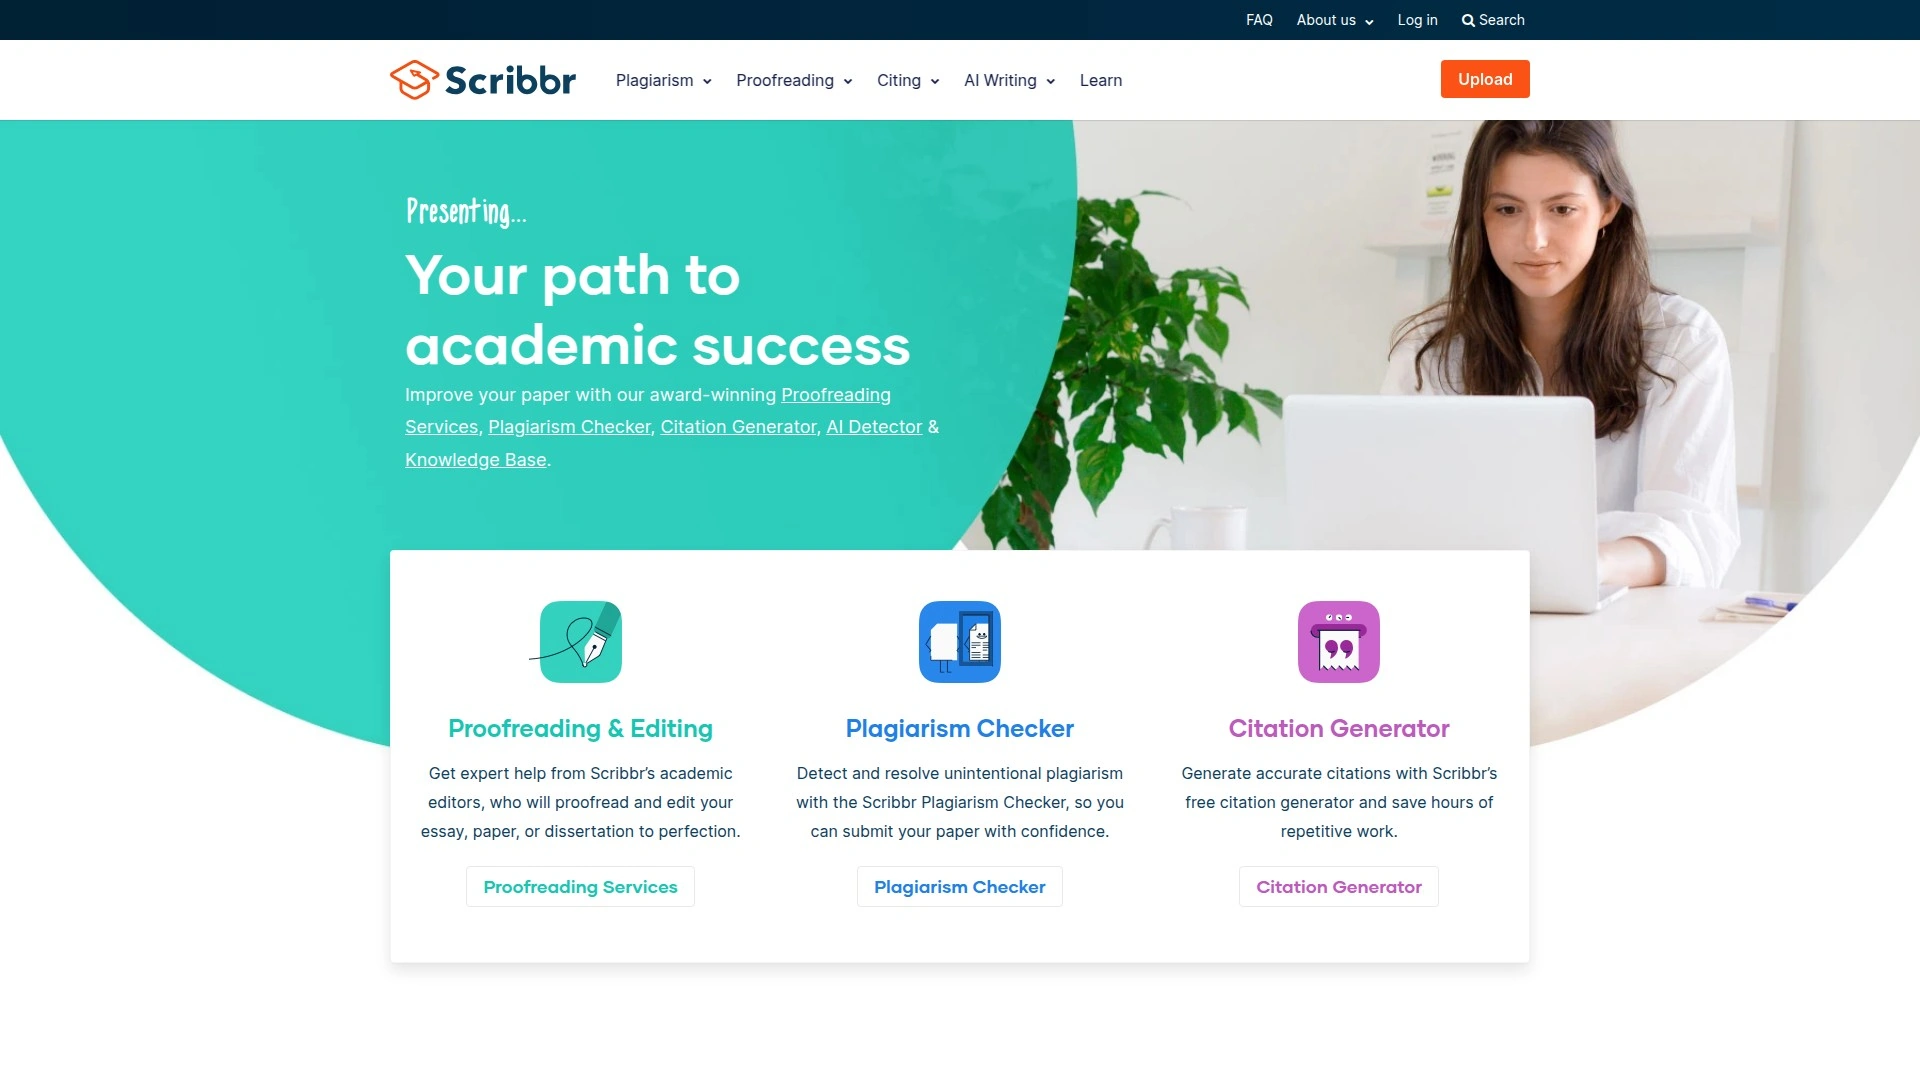 FAQ About us Log in Search
Scribbr Plagiarism Proofreading Citing AI Writing Learn Upload
Presenting...
Your path to
academic success
Improve your paper with our award-winning Proofreading
Services, Plagiarism Checker, Citation Generator, AI Detector &
Knowledge Base.
Proofreading & Editing
Get expert help from Scribbr’s academic
editors, who will proofread and edit your
essay, paper, or dissertation to perfection.
Proofreading Services
Plagiarism Checker
Detect and resolve unintentional plagiarism
with the Scribbr Plagiarism Checker, so you
can submit your paper with confidence.
Plagiarism Checker
Citation Generator
Generate accurate citations with Scribbr’s
free citation generator and save hours of
repetitive work.
Citation Generator